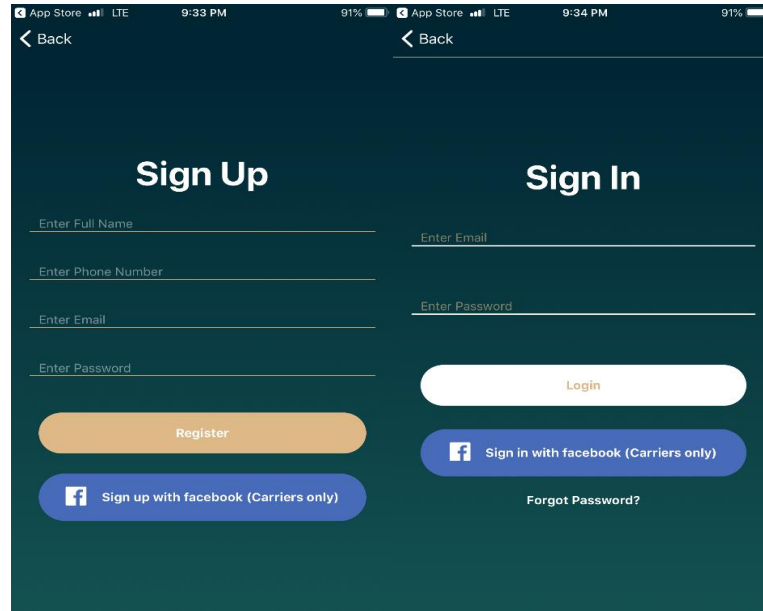 App Store LTE 9:33 PM 91%
Back
Sign Up
Enter Full Name
Enter Phone Number
Enter Email
Enter Password
Register
Sign up with facebook (Carriers only)
App Store LTE 9:34 PM 91%
Back
Sign In
Enter Email
Enter Password
Login
Sign in with facebook (Carriers only)
Forgot Password?